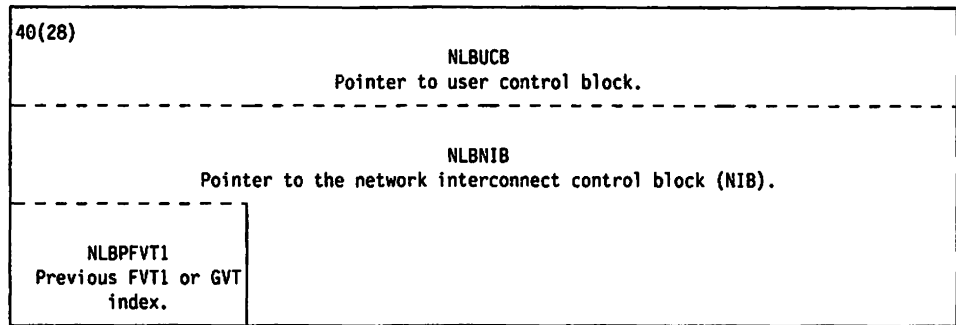 40(28)
NLBUCB
Pointer to user control block.
NLBNIB
Pointer to the network interconnect control block (NIB).
NLBPFVT1
Previous FVT1 or GVT
index.